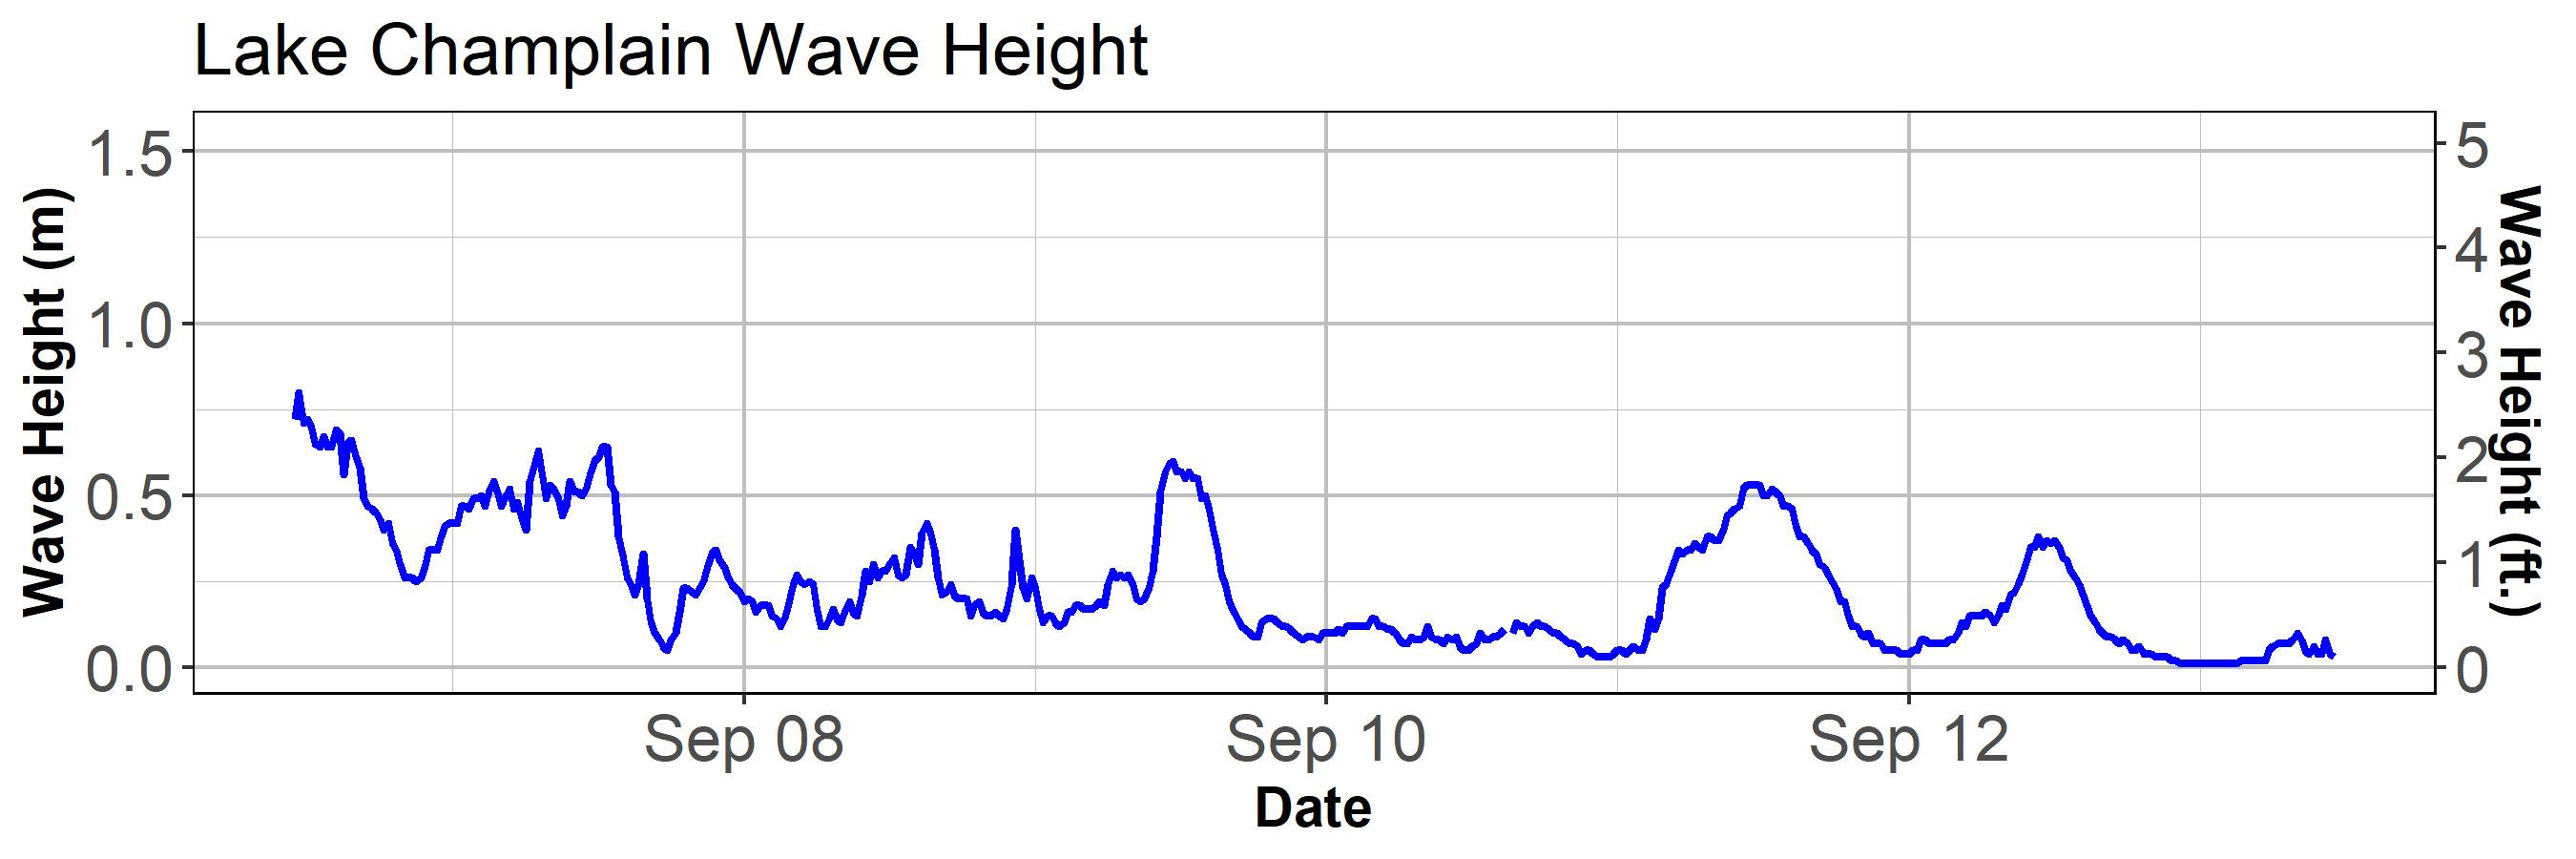 Lake Champlain Wave Height
1.5
1.0
0.5
0.0
Wave Height (m)
5
4
3
2
1
0
Wave Height (ft.)
Sep 08
Sep 10
Sep 12
Date